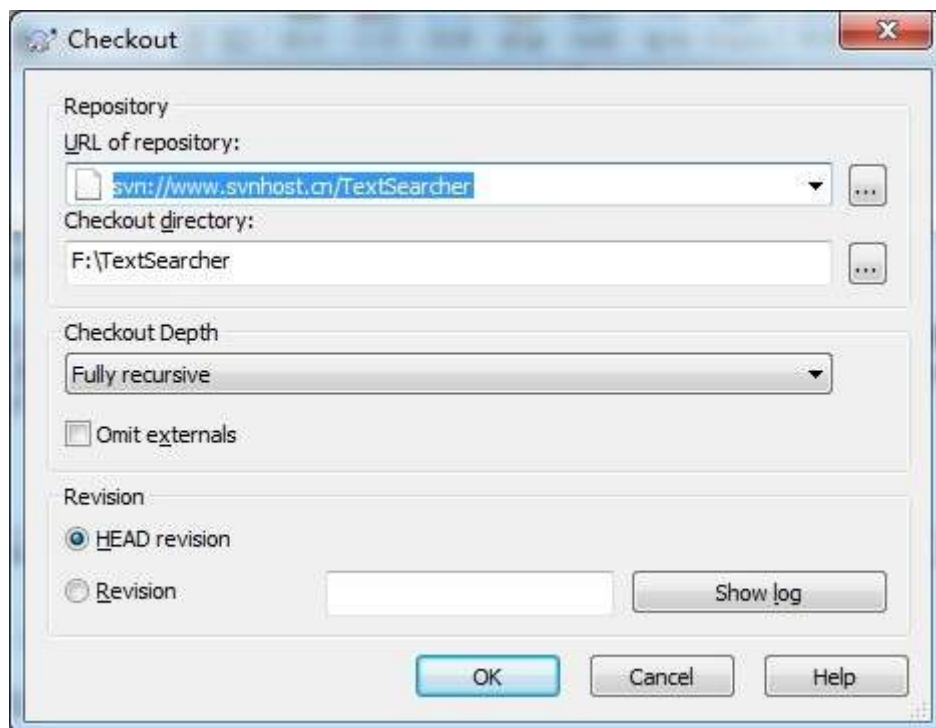 Checkout
Repository
URL of repository:
svn://www.svnhost.cn/TextSearcher
...
Checkout directory:
F:\TextSearcher
...
Checkout Depth
Fully recursive
Omit externals
Revision
HEAD revision
Revision
Show log
OK Cancel Help